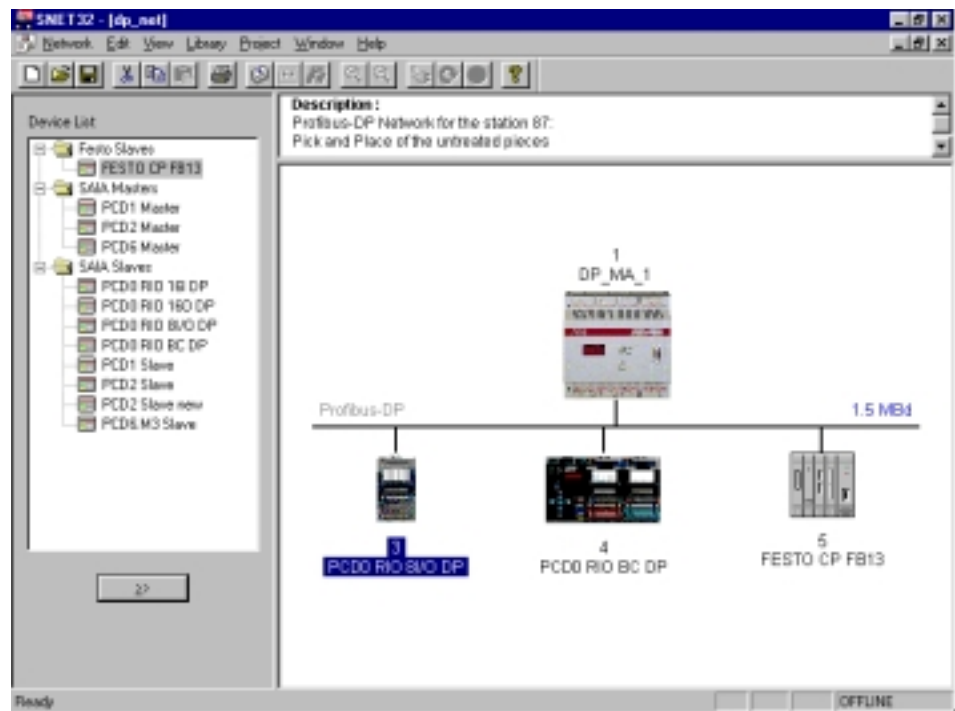 SNET32 - [dp_net]
Network Edit View Library Project Window Help
Device List
Festo Slaves
FESTO CP FB13
SAIA Masters
PCD1 Master
PCD2 Master
PCD6 Master
SAIA Slaves
PCD0 RIO 16I DP
PCD0 RIO 16O DP
PCD0 RIO 8I/O DP
PCD0 RIO BC DP
PCD1 Slave
PCD2 Slave
PCD2 Slave new
PCD6.M3 Slave
>>
Description :
Profibus-DP Network for the station 87:
Pick and Place of the untreated pieces
1
DP_MA_1
Profibus-DP
1.5 MBd
3
PCD0 RIO 8I/O DP
4
PCD0 RIO BC DP
5
FESTO CP FB13
Ready
OFFLINE